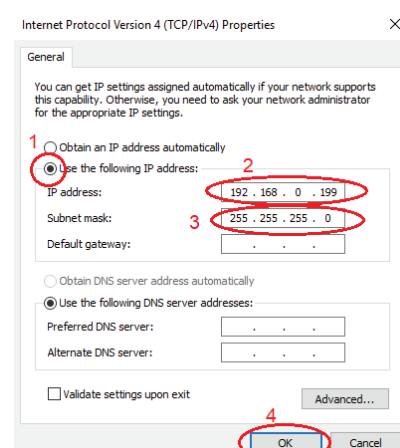 Internet Protocol Version 4 (TCP/IPv4) Properties
General
You can get IP settings assigned automatically if your network supports
this capability. Otherwise, you need to ask your network administrator
for the appropriate IP settings.
1
Obtain an IP address automatically
Use the following IP address:
2
IP address: 192 . 168 . 0 . 199
Subnet mask: 3 255 . 255 . 255 . 0
Default gateway: . . .
Obtain DNS server address automatically
Use the following DNS server addresses:
Preferred DNS server: . . .
Alternate DNS server: . . .
Validate settings upon exit
Advanced...
4
OK Cancel